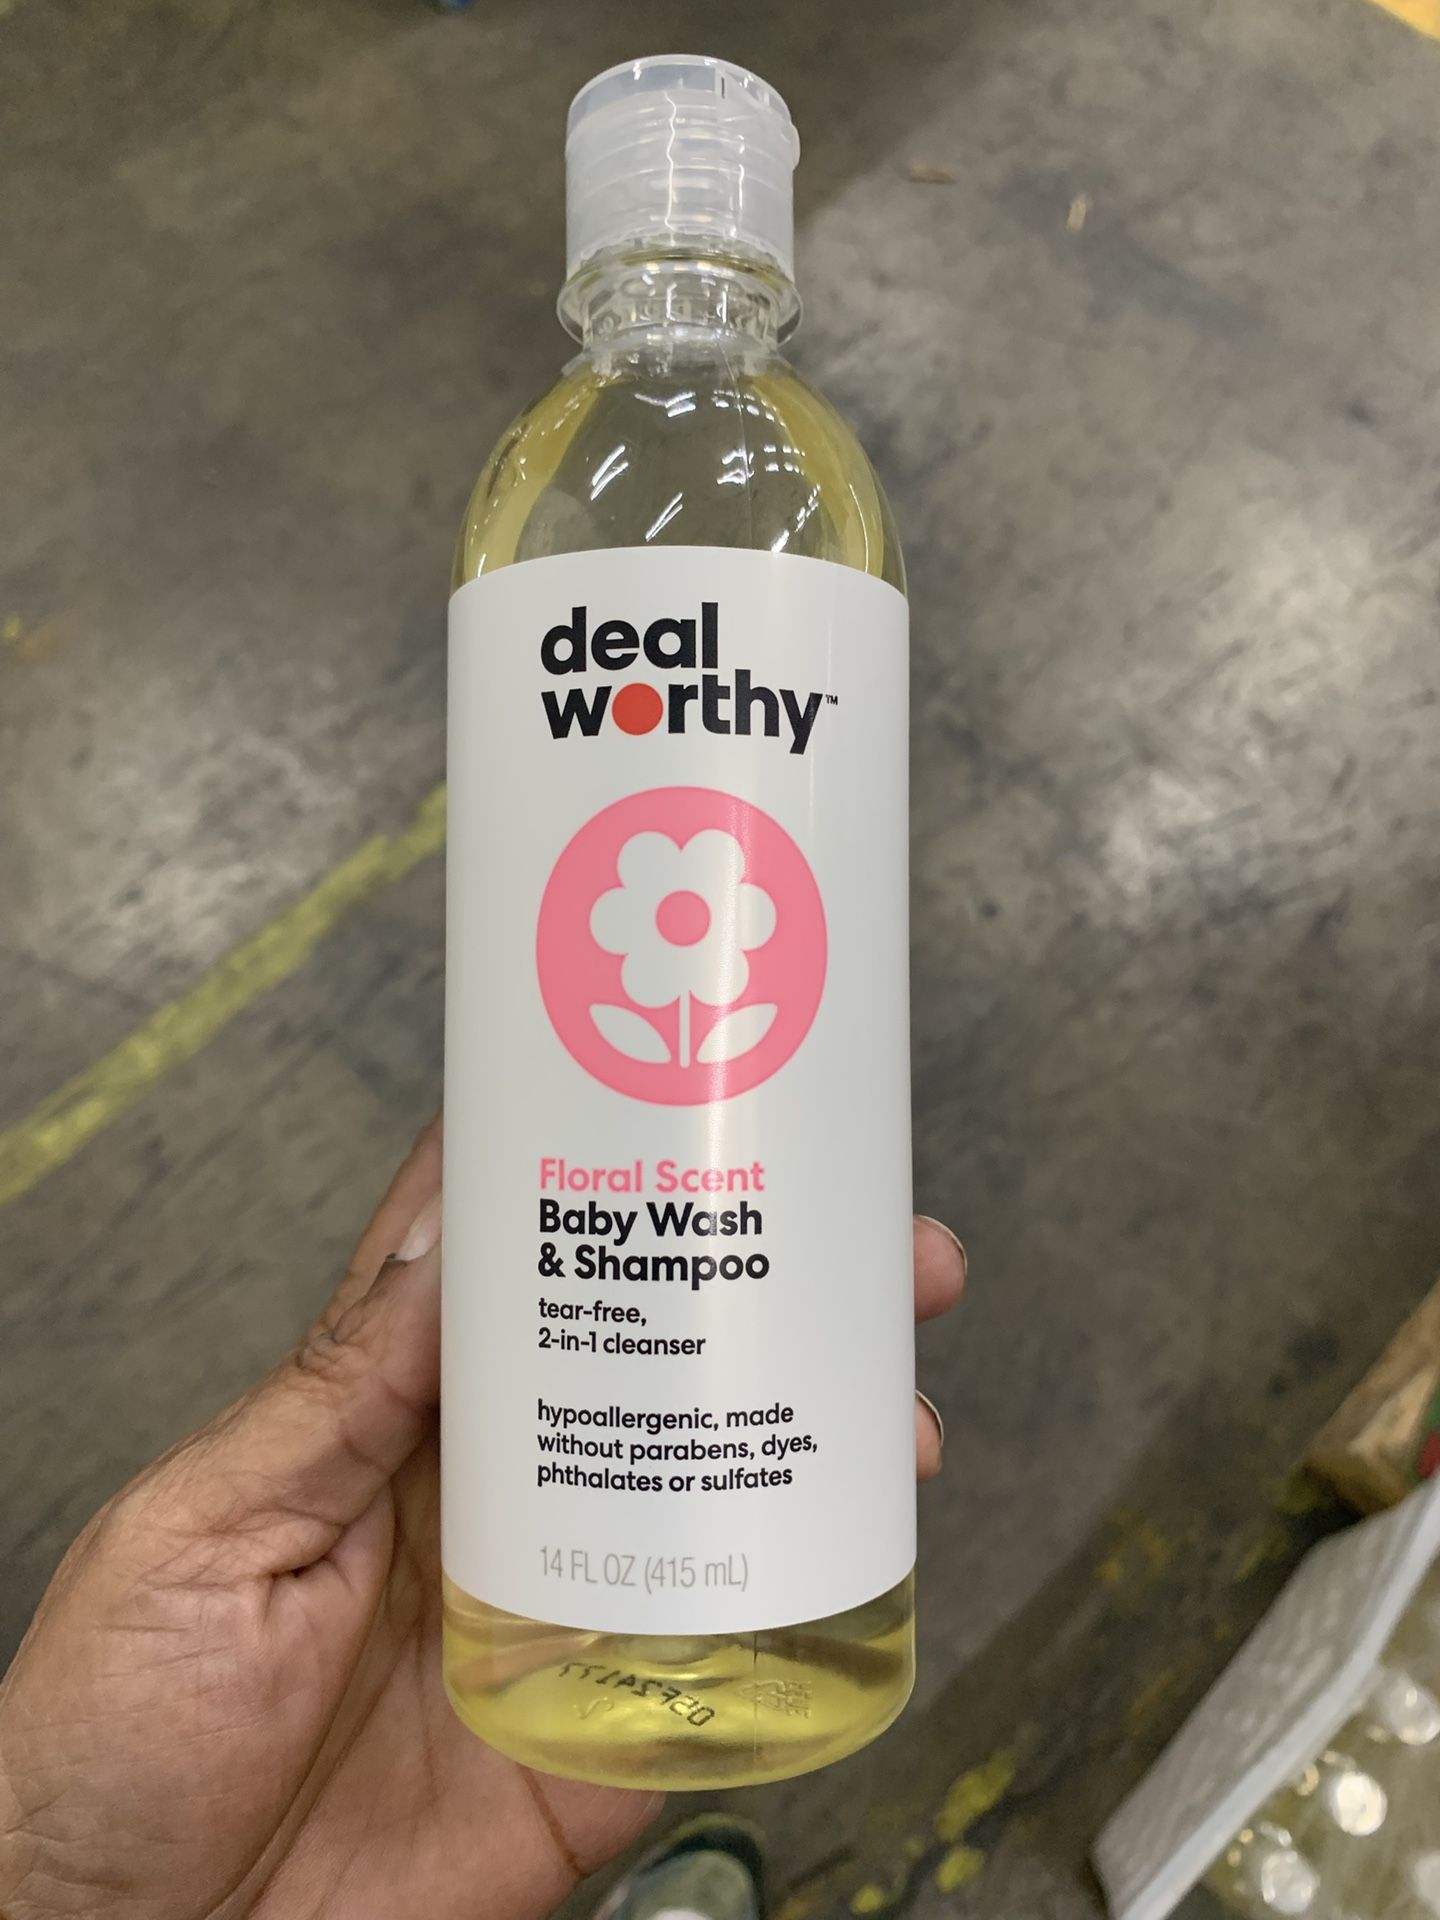 deal
worthy™
Floral Scent
Baby Wash
& Shampoo
tear-free,
2-in-1 cleanser
hypoallergenic, made
without parabens, dyes,
phthalates or sulfates
14 FL OZ (415 mL)